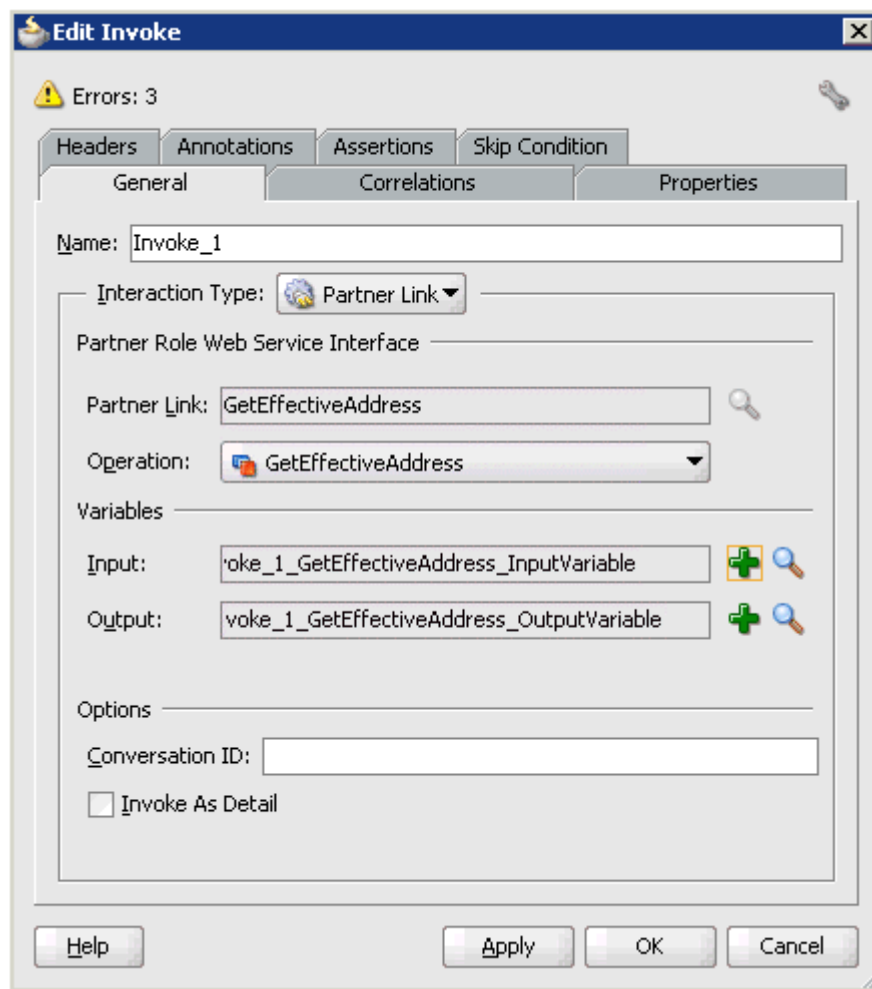 Edit Invoke
Errors: 3
Headers Annotations Assertions Skip Condition
General Correlations Properties
Name: Invoke_1
Interaction Type: Partner Link
Partner Role Web Service Interface
Partner Link: GetEffectiveAddress
Operation: GetEffectiveAddress
Variables
Input: oke_1_GetEffectiveAddress_InputVariable
Output: voke_1_GetEffectiveAddress_OutputVariable
Options
Conversation ID:
Invoke As Detail
Help Apply OK Cancel